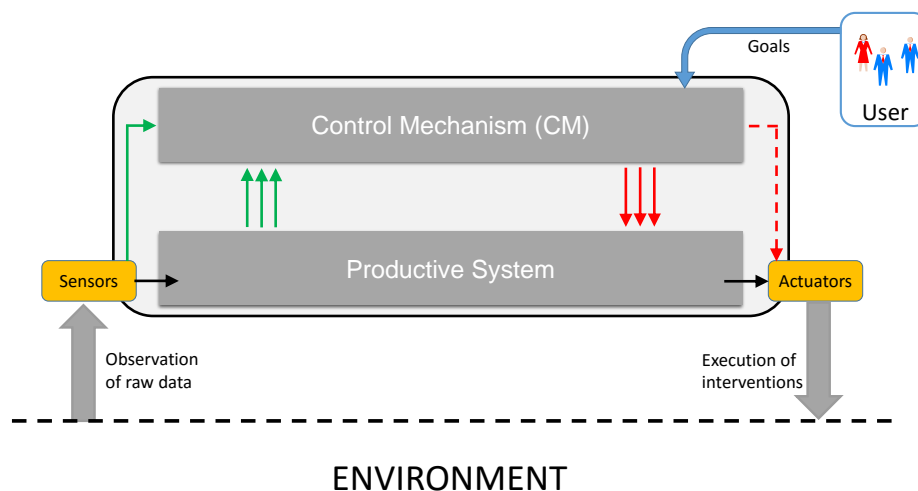 Goals
User
Control Mechanism (CM)
Productive System
Sensors
Actuators
Observation
of raw data
Execution of
interventions
ENVIRONMENT